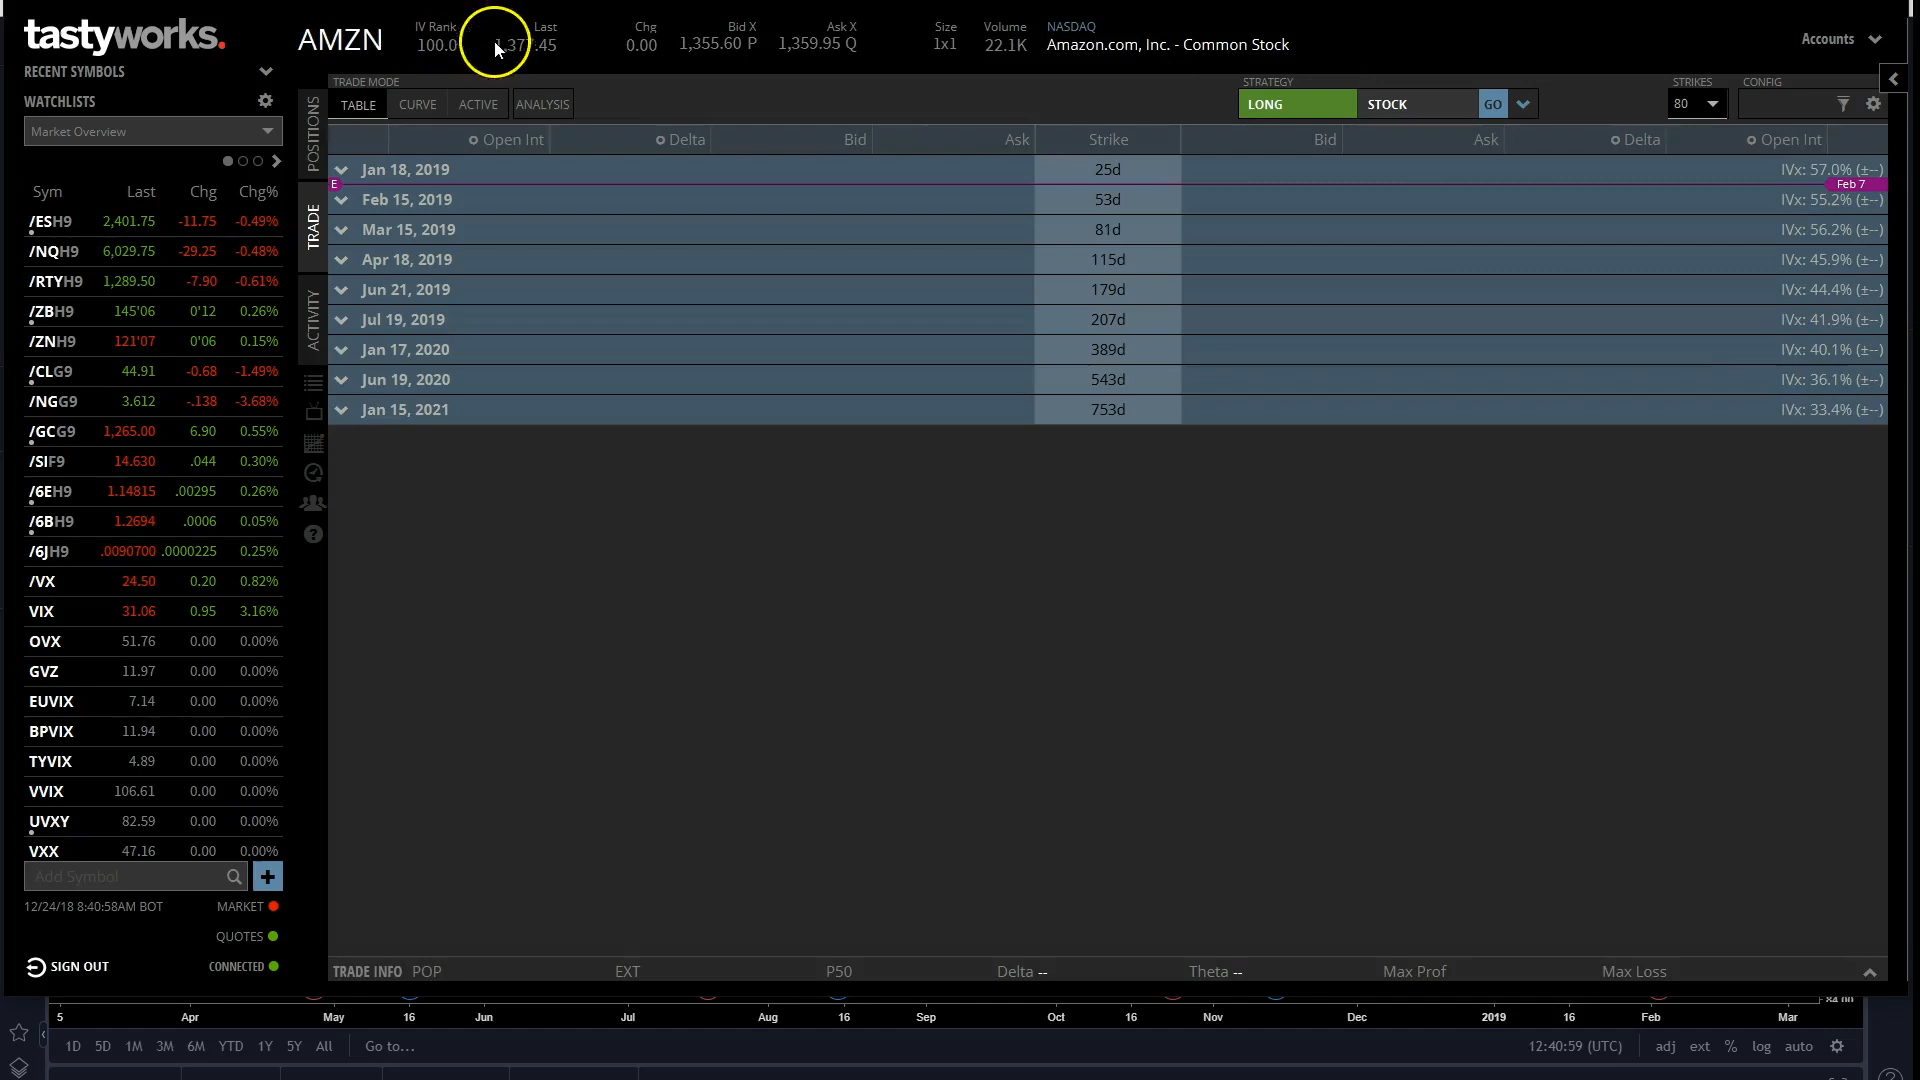 tastyworks.
RECENT SYMBOLS
WATCHLISTS
Market Overview
Sym Last Chg Chg%
/ESH9 2,401.75 -11.75 -0.49%
/NQH9 6,029.75 -29.25 -0.48%
/RTYH9 1,289.50 -7.90 -0.61%
/ZBH9 145'06 0'12 0.26%
/ZNH9 121'07 0'06 0.15%
/CLG9 44.91 -0.68 -1.49%
/NGG9 3.612 -.138 -3.68%
/GCG9 1,265.00 6.90 0.55%
/SIF9 14.630 .044 0.30%
/6EH9 1.14815 .00295 0.26%
/6BH9 1.2694 .0006 0.05%
/6JH9 .0090700 .0000225 0.25%
/VX 24.50 0.20 0.82%
VIX 31.06 0.95 3.16%
OVX 51.76 0.00 0.00%
GVZ 11.97 0.00 0.00%
EUVIX 7.14 0.00 0.00%
BPVIX 11.94 0.00 0.00%
TYVIX 4.89 0.00 0.00%
VVIX 106.61 0.00 0.00%
UVXY 82.59 0.00 0.00%
VXX 47.16 0.00 0.00%
Add Symbol
12/24/18 8:40:58AM BOT MARKET
QUOTES
SIGN OUT CONNECTED
AMZN
IV Rank Last Chg Bid X Ask X Size Volume NASDAQ
100.0 1,377.45 0.00 1,355.60 P 1,359.95 Q 1x1 22.1K Amazon.com, Inc. - Common Stock
Accounts
TRADE MODE STRATEGY STRIKES CONFIG
TABLE CURVE ACTIVE ANALYSIS LONG STOCK GO 80
POSITIONS
TRADE
ACTIVITY
Open Int Delta Bid Ask Strike Bid Ask Delta Open Int
Jan 18, 2019 25d IVx: 57.0% (±--)
E Feb 7
Feb 15, 2019 53d IVx: 55.2% (±--)
Mar 15, 2019 81d IVx: 56.2% (±--)
Apr 18, 2019 115d IVx: 45.9% (±--)
Jun 21, 2019 179d IVx: 44.4% (±--)
Jul 19, 2019 207d IVx: 41.9% (±--)
Jan 17, 2020 389d IVx: 40.1% (±--)
Jun 19, 2020 543d IVx: 36.1% (±--)
Jan 15, 2021 753d IVx: 33.4% (±--)
TRADE INFO POP EXT P50 Delta -- Theta -- Max Prof Max Loss
5 Apr May 16 Jun Jul Aug 16 Sep Oct 16 Nov Dec 2019 16 Feb Mar
1D 5D 1M 3M 6M YTD 1Y 5Y All Go to... 12:40:59 (UTC) adj ext % log auto